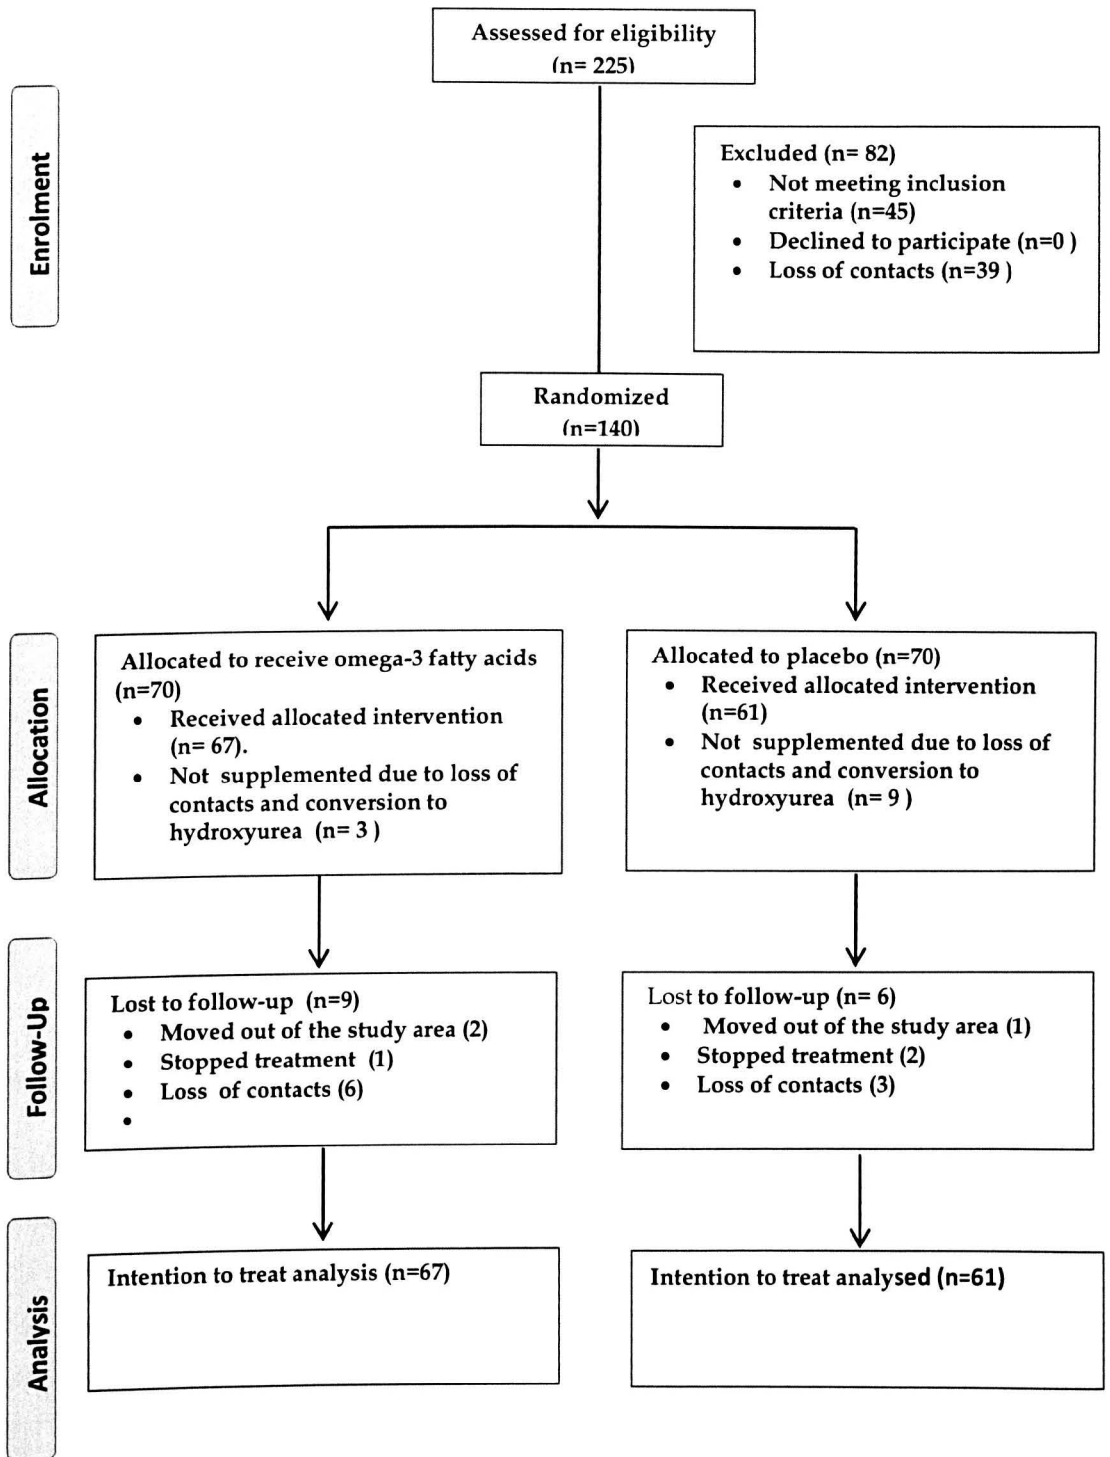 Assessed for eligibility
(n= 225)
Enrolment
Excluded (n= 82)
• Not meeting inclusion
criteria (n=45)
• Declined to participate (n=0 )
• Loss of contacts (n=39 )
Randomized
(n=140)
Allocation
Allocated to receive omega-3 fatty acids
(n=70)
• Received allocated intervention
(n= 67).
• Not supplemented due to loss of
contacts and conversion to
hydroxyurea (n= 3 )
Allocated to placebo (n=70)
• Received allocated intervention
(n=61)
• Not supplemented due to loss of
contacts and conversion to
hydroxyurea (n= 9 )
Follow-Up
Lost to follow-up (n=9)
• Moved out of the study area (2)
• Stopped treatment (1)
• Loss of contacts (6)
•
Lost to follow-up (n= 6)
• Moved out of the study area (1)
• Stopped treatment (2)
• Loss of contacts (3)
Analysis
Intention to treat analysis (n=67)
Intention to treat analysed (n=61)